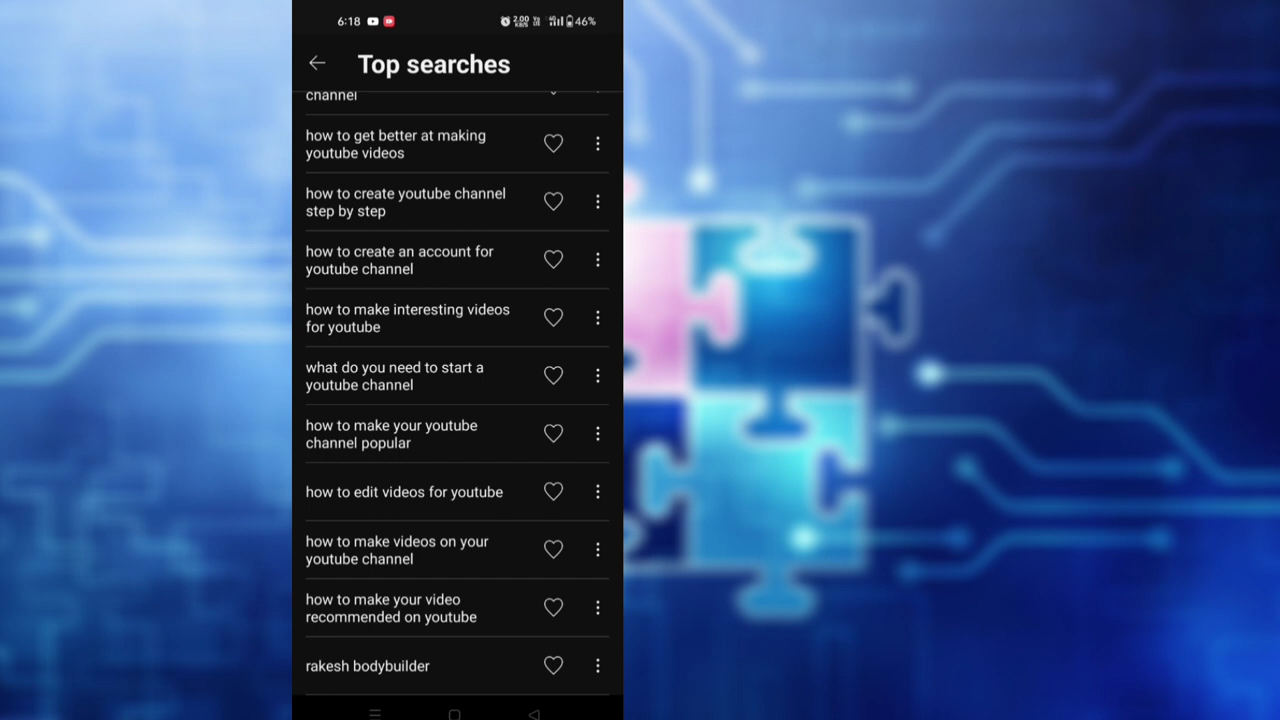 6:18
2.00
KB/S
46%
Top searches
channel
how to get better at making
youtube videos
how to create youtube channel
step by step
how to create an account for
youtube channel
how to make interesting videos
for youtube
what do you need to start a
youtube channel
how to make your youtube
channel popular
how to edit videos for youtube
how to make videos on your
youtube channel
how to make your video
recommended on youtube
rakesh bodybuilder